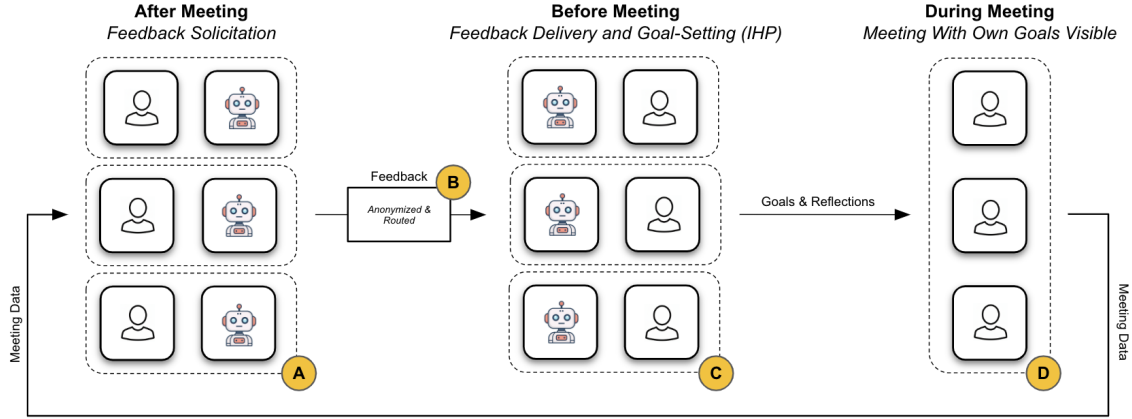 After Meeting
Feedback Solicitation
Before Meeting
Feedback Delivery and Goal-Setting (IHP)
During Meeting
Meeting With Own Goals Visible
Feedback
B
Anonymized &
Routed
Goals & Reflections
Meeting Data
Meeting Data
A
C
D